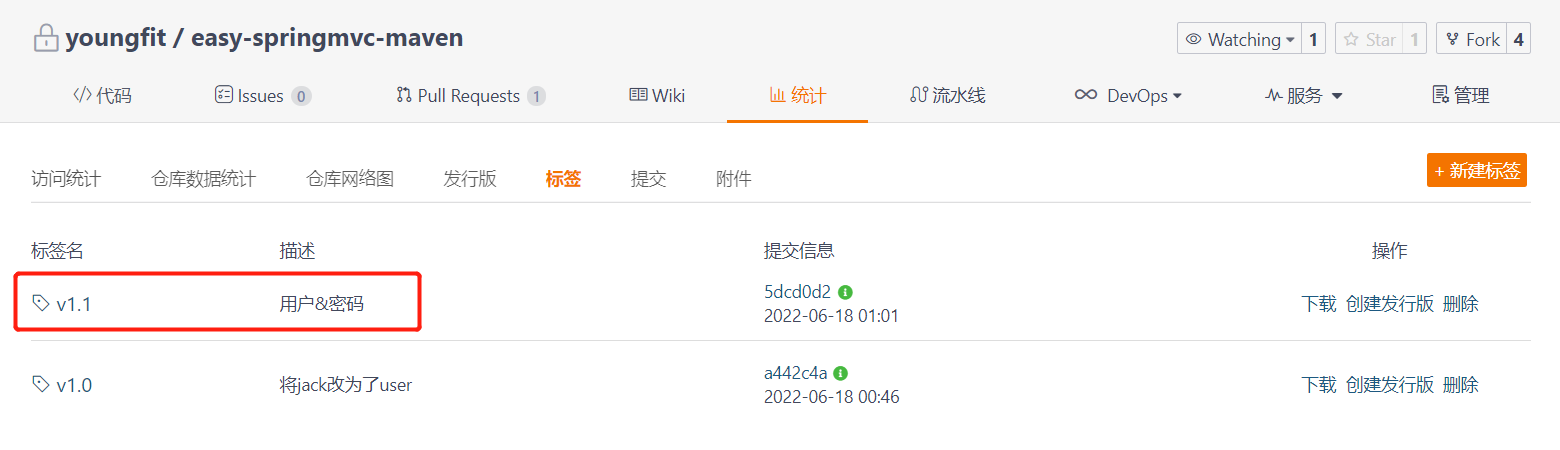 youngfit / easy-springmvc-maven
Watching 1 Star 1 Fork 4
代码 Issues 0 Pull Requests 1 Wiki 统计 流水线 DevOps 服务 管理
访问统计 仓库数据统计 仓库网络图 发行版 标签 提交 附件 + 新建标签
标签名 描述 提交信息 操作
v1.1 用户&密码 5dcd0d2 下载 创建发行版 删除
2022-06-18 01:01
v1.0 将jack改为了user a442c4a 下载 创建发行版 删除
2022-06-18 00:46